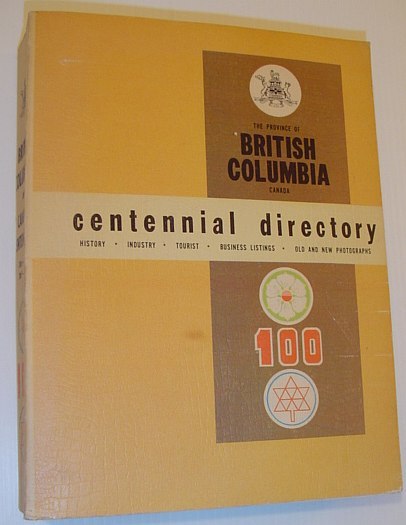 THE PROVINCE OF
BRITISH
COLUMBIA
CANADA
centennial directory
HISTORY • INDUSTRY • TOURIST • BUSINESS LISTINGS • OLD AND NEW PHOTOGRAPHS
100